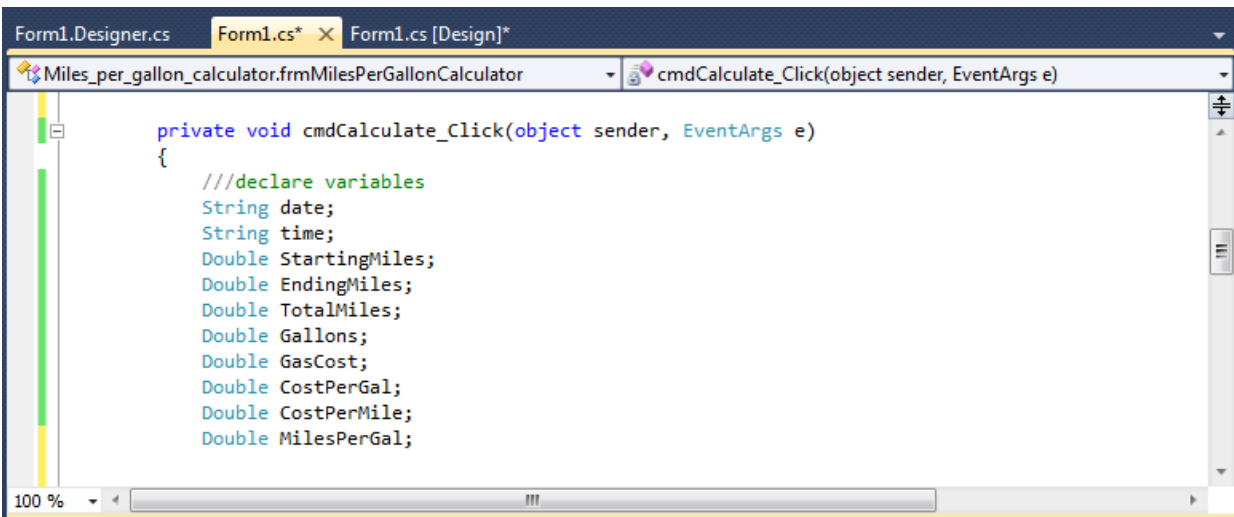 Form1.Designer.cs Form1.cs* Form1.cs [Design]*
Miles_per_gallon_calculator.frmMilesPerGallonCalculator cmdCalculate_Click(object sender, EventArgs e)
private void cmdCalculate_Click(object sender, EventArgs e)
{
///declare variables
String date;
String time;
Double StartingMiles;
Double EndingMiles;
Double TotalMiles;
Double Gallons;
Double GasCost;
Double CostPerGal;
Double CostPerMile;
Double MilesPerGal;
100 %